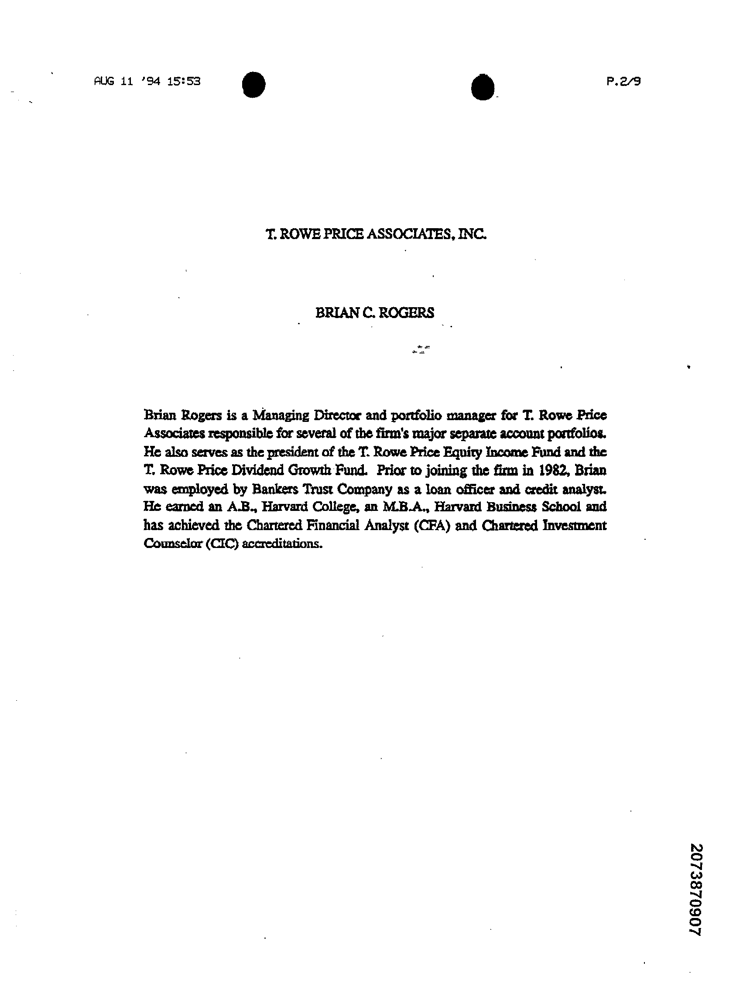 AUG 11 '94 15:53 P.2/9
T. ROWE PRICE ASSOCIATES, INC.
BRIAN C. ROGERS
Brian Rogers is a Managing Director and portfolio manager for T. Rowe Price
Associates responsible for several of the firm's major separate account portfolios.
He also serves as the president of the T. Rowe Price Equity Income Fund and the
T. Rowe Price Dividend Growth Fund. Prior to joining the firm in 1982, Brian
was employed by Bankers Trust Company as a loan officer and credit analyst.
He earned an A.B., Harvard College, an M.B.A., Harvard Business School and
has achieved the Chartered Financial Analyst (CFA) and Chartered Investment
Counselor (CIC) accreditations.
2073870907